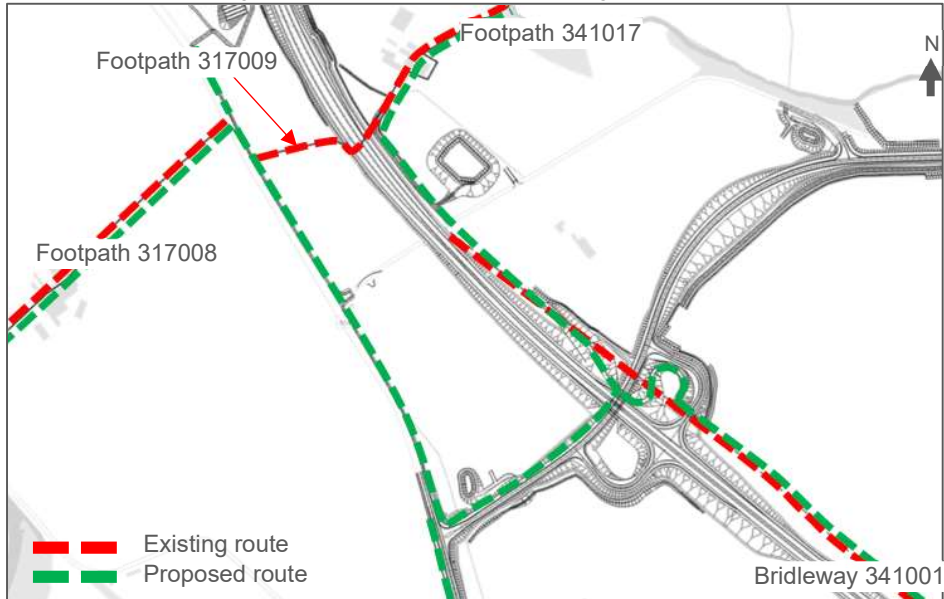 Footpath 341017
Footpath 317009
N
Footpath 317008
Existing route
Proposed route
Bridleway 341001